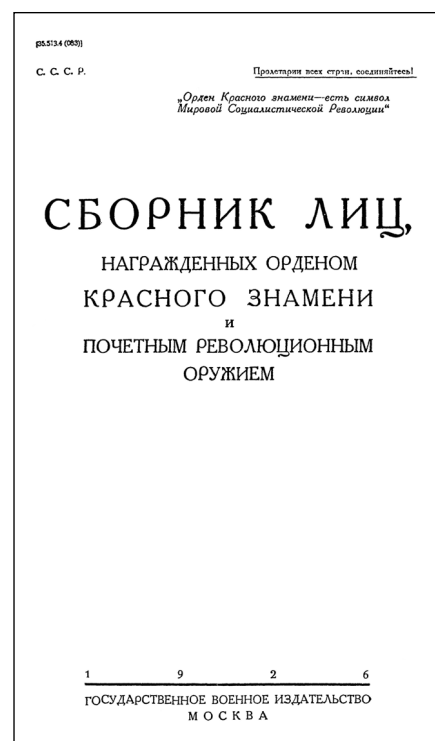 [35.513.4 (083)]
С. С. С. Р.
Пролетарии всех стран, соединяйтесь!
„Орден Красного знамени—есть символ
Мировой Социалистической Революции“
СБОРНИК ЛИЦ,
НАГРАЖДЕННЫХ ОРДЕНОМ
КРАСНОГО ЗНАМЕНИ
И
ПОЧЕТНЫМ РЕВОЛЮЦИОННЫМ
ОРУЖИЕМ
1 9 2 6
ГОСУДАРСТВЕННОЕ ВОЕННОЕ ИЗДАТЕЛЬСТВО
МОСКВА